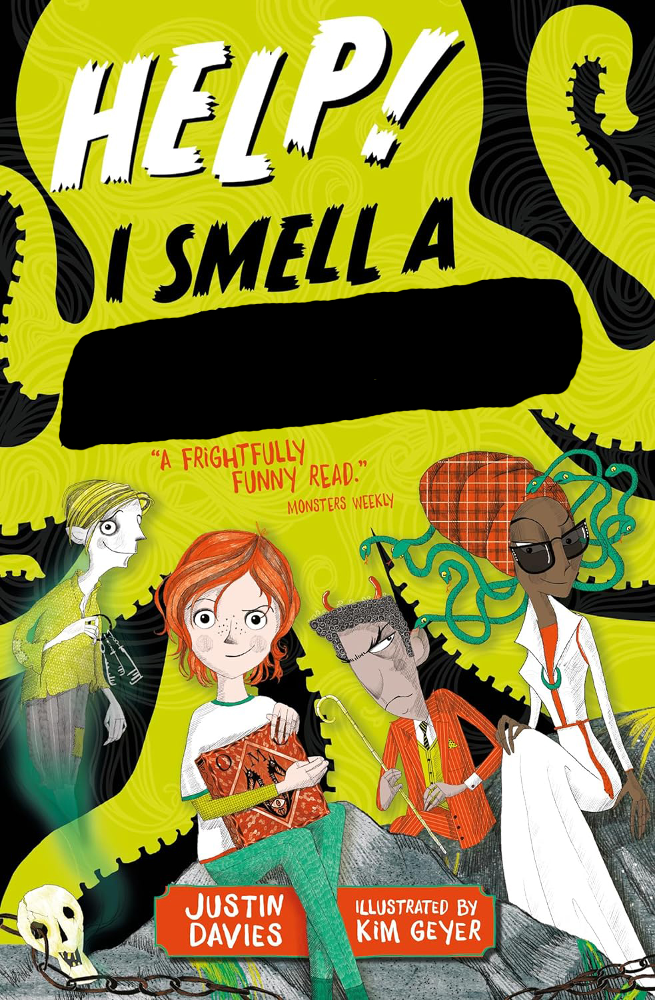 HELP!
I SMELL A
“A FRIGHTFULLY
FUNNY READ.”
MONSTERS WEEKLY
O M
JUSTIN
DAVIES
ILLUSTRATED BY
KIM GEYER